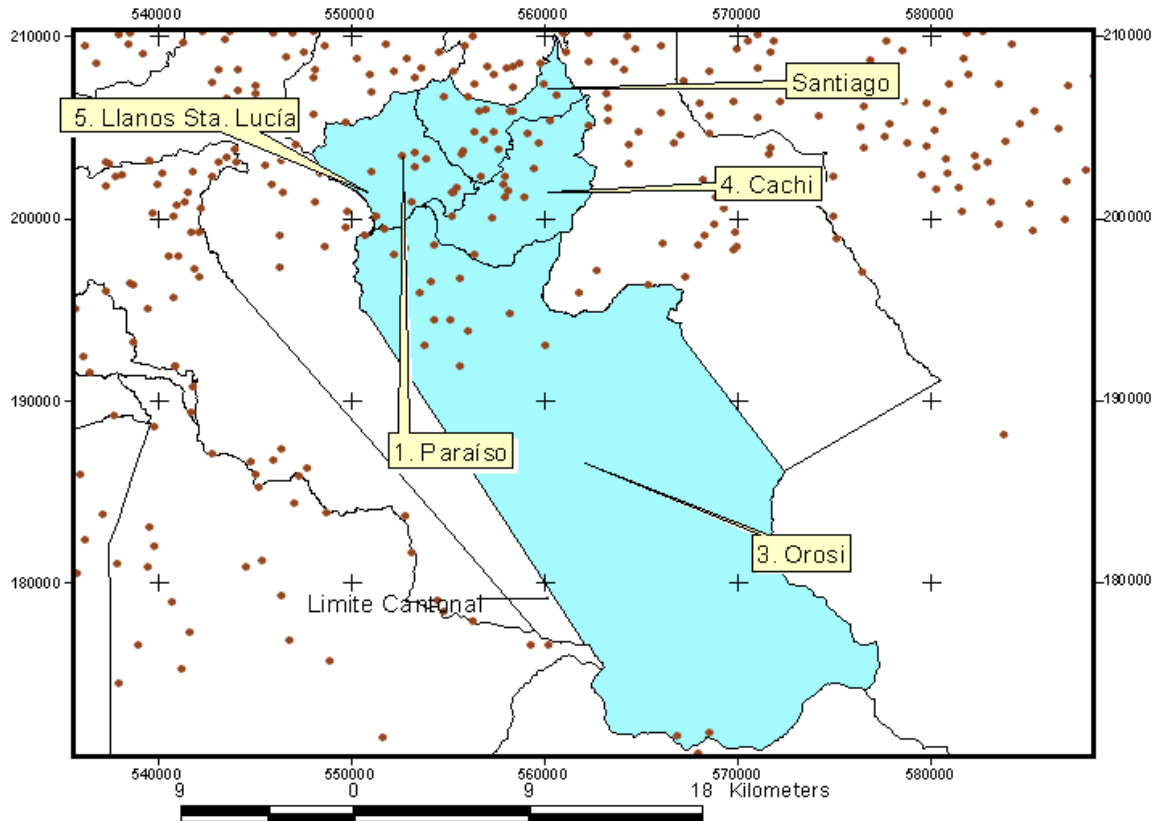 540000 550000 560000 570000 580000
210000 210000
Santiago
5. Llanos Sta. Lucía
4. Cachi
200000 200000
190000 190000
1. Paraíso
3. Orosi
180000 180000
Limite Cantonal
540000 550000 560000 570000 580000
9 0 9 18 Kilometers